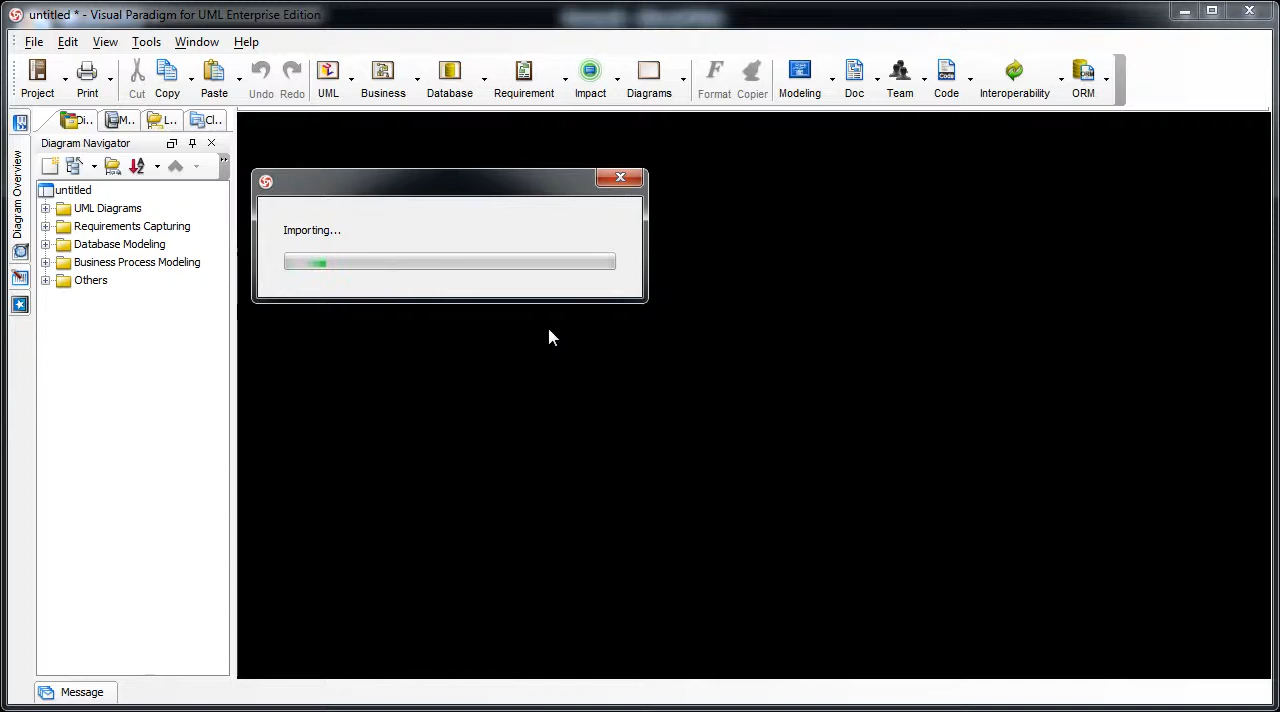 untitled * - Visual Paradigm for UML Enterprise Edition
File Edit View Tools Window Help
Project Print Cut Copy Paste Undo Redo UML Business Database Requirement Impact Diagrams Format Copier Modeling Doc Team Code Interoperability ORM
Di.. M.. L.. Cl..
Diagram Navigator
Diagram Overview
untitled
UML Diagrams
Requirements Capturing
Database Modeling
Business Process Modeling
Others
Importing...
Message